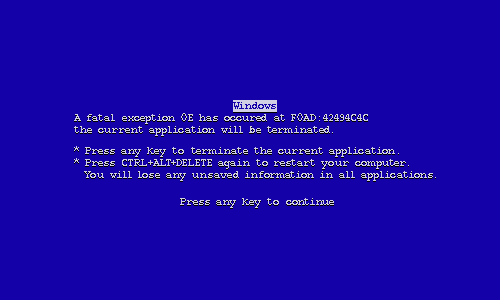 Windows
A fatal exception 0E has occured at F0AD:42494C4C
the current application will be terminated.
* Press any Key to terminate the current application.
* Press CTRL+ALT+DELETE again to restart your computer.
You will lose any unsaved information in all applications.
Press any Key to continue